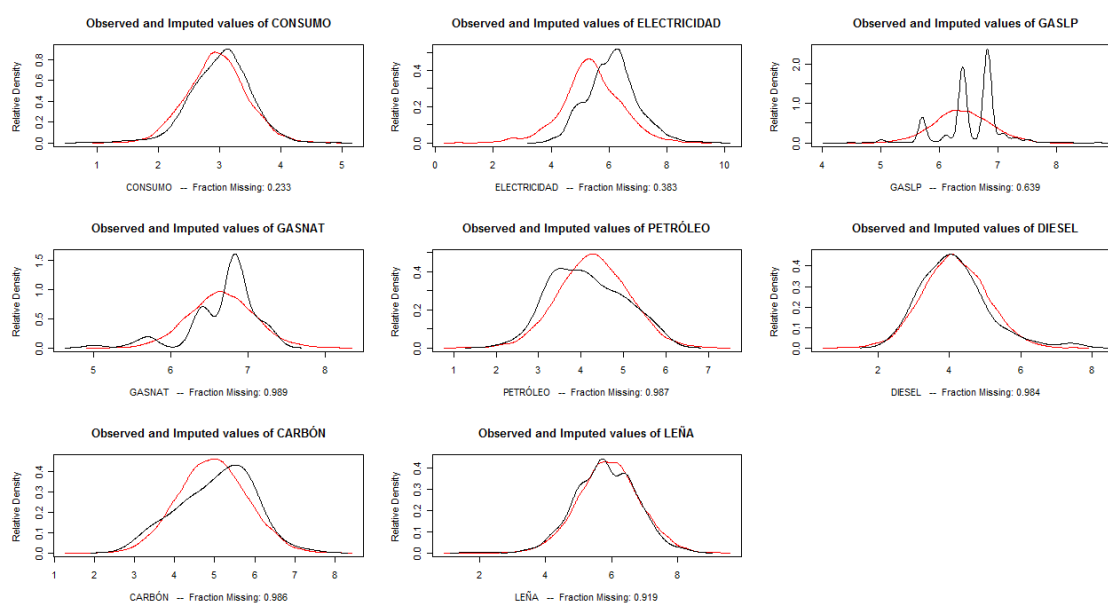 Observed and Imputed values of CONSUMO
Relative Density
0.0 0.2 0.4 0.6 0.8
1 2 3 4 5
CONSUMO -- Fraction Missing: 0.233
Observed and Imputed values of ELECTRICIDAD
Relative Density
0.0 0.2 0.4
0 2 4 6 8 10
ELECTRICIDAD -- Fraction Missing: 0.383
Observed and Imputed values of GASLP
Relative Density
0.0 1.0 2.0
4 5 6 7 8
GASLP -- Fraction Missing: 0.639
Observed and Imputed values of GASNAT
Relative Density
0.0 0.5 1.0 1.5
5 6 7 8
GASNAT -- Fraction Missing: 0.989
Observed and Imputed values of PETRÓLEO
Relative Density
0.0 0.2 0.4
1 2 3 4 5 6 7
PETRÓLEO -- Fraction Missing: 0.987
Observed and Imputed values of DIESEL
Relative Density
0.0 0.1 0.2 0.3 0.4
2 4 6 8
DIESEL -- Fraction Missing: 0.984
Observed and Imputed values of CARBÓN
Relative Density
0.0 0.1 0.2 0.3 0.4
1 2 3 4 5 6 7 8
CARBÓN -- Fraction Missing: 0.986
Observed and Imputed values of LEÑA
Relative Density
0.0 0.1 0.2 0.3 0.4
2 4 6 8
LEÑA -- Fraction Missing: 0.919